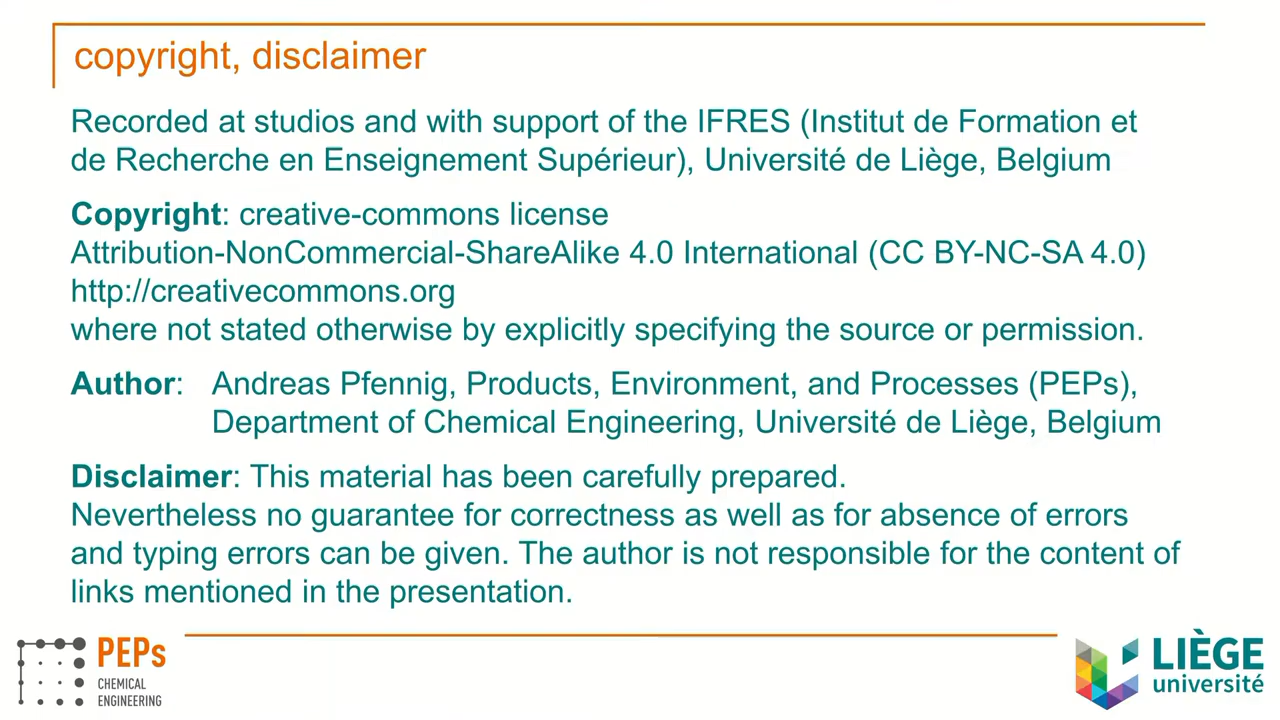 copyright, disclaimer
Recorded at studios and with support of the IFRES (Institut de Formation et
de Recherche en Enseignement Supérieur), Université de Liège, Belgium
Copyright: creative-commons license
Attribution-NonCommercial-ShareAlike 4.0 International (CC BY-NC-SA 4.0)
http://creativecommons.org
where not stated otherwise by explicitly specifying the source or permission.
Author: Andreas Pfennig, Products, Environment, and Processes (PEPs),
Department of Chemical Engineering, Université de Liège, Belgium
Disclaimer: This material has been carefully prepared.
Nevertheless no guarantee for correctness as well as for absence of errors
and typing errors can be given. The author is not responsible for the content of
links mentioned in the presentation.
PEPs
CHEMICAL
ENGINEERING
LIÈGE
université